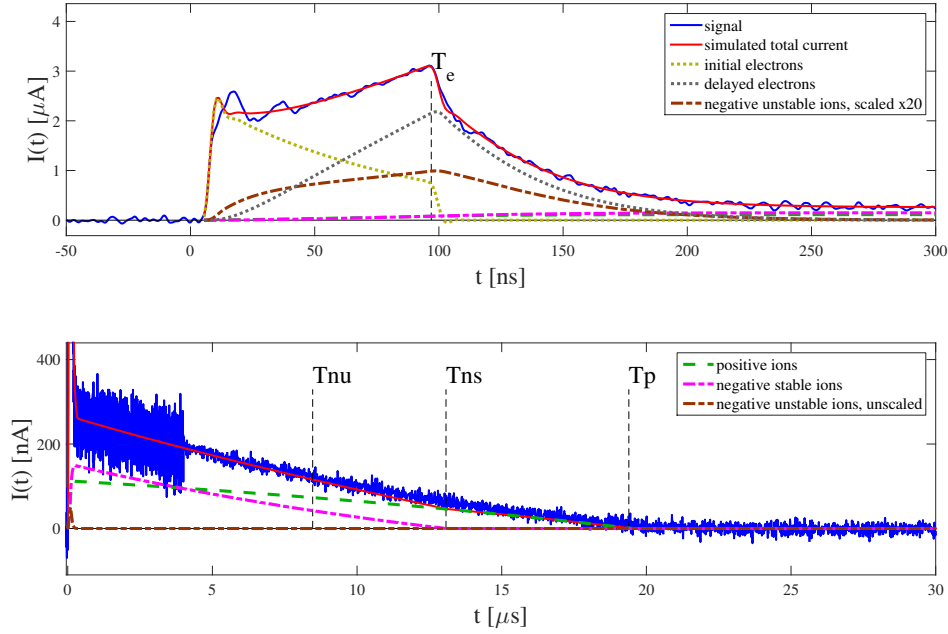 4
3
2
1
0
I(t) [μA]
T_e
signal
simulated total current
initial electrons
delayed electrons
negative unstable ions, scaled x20
-50 0 50 100 150 200 250 300
t [ns]
400
200
0
I(t) [nA]
Tnu Tns Tp
positive ions
negative stable ions
negative unstable ions, unscaled
0 5 10 15 20 25 30
t [μs]